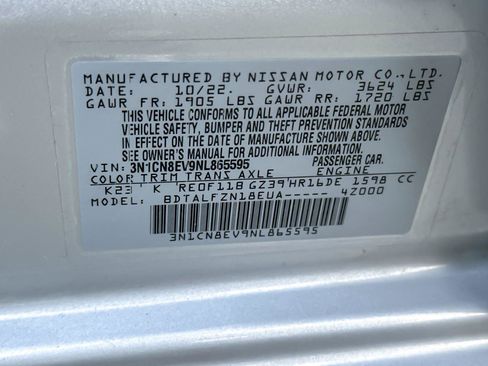 MANUFACTURED BY NISSAN MOTOR CO.,LTD.
DATE: 10/22. GVWR: 3624 LBS
GAWR FR: 1905 LBS GAWR RR: 1720 LBS
THIS VEHICLE CONFORMS TO ALL APPLICABLE FEDERAL MOTOR
VEHICLE SAFETY, BUMPER AND THEFT PREVENTION STANDARDS
IN EFFECT ON THE DATE OF MANUFACTURE SHOWN ABOVE.
SEE OWNER'S MANUAL FOR ADDITIONAL INFORMATION.
VIN: 3N1CN8EV9NL865595 PASSENGER CAR
COLOR TRIM TRANS AXLE ENGINE
K23 K RE0F11B GZ39 HR16DE 1598 CC
MODEL: BDTALFZN18EUA----- 4Z000
3N1CN8EV9NL865595